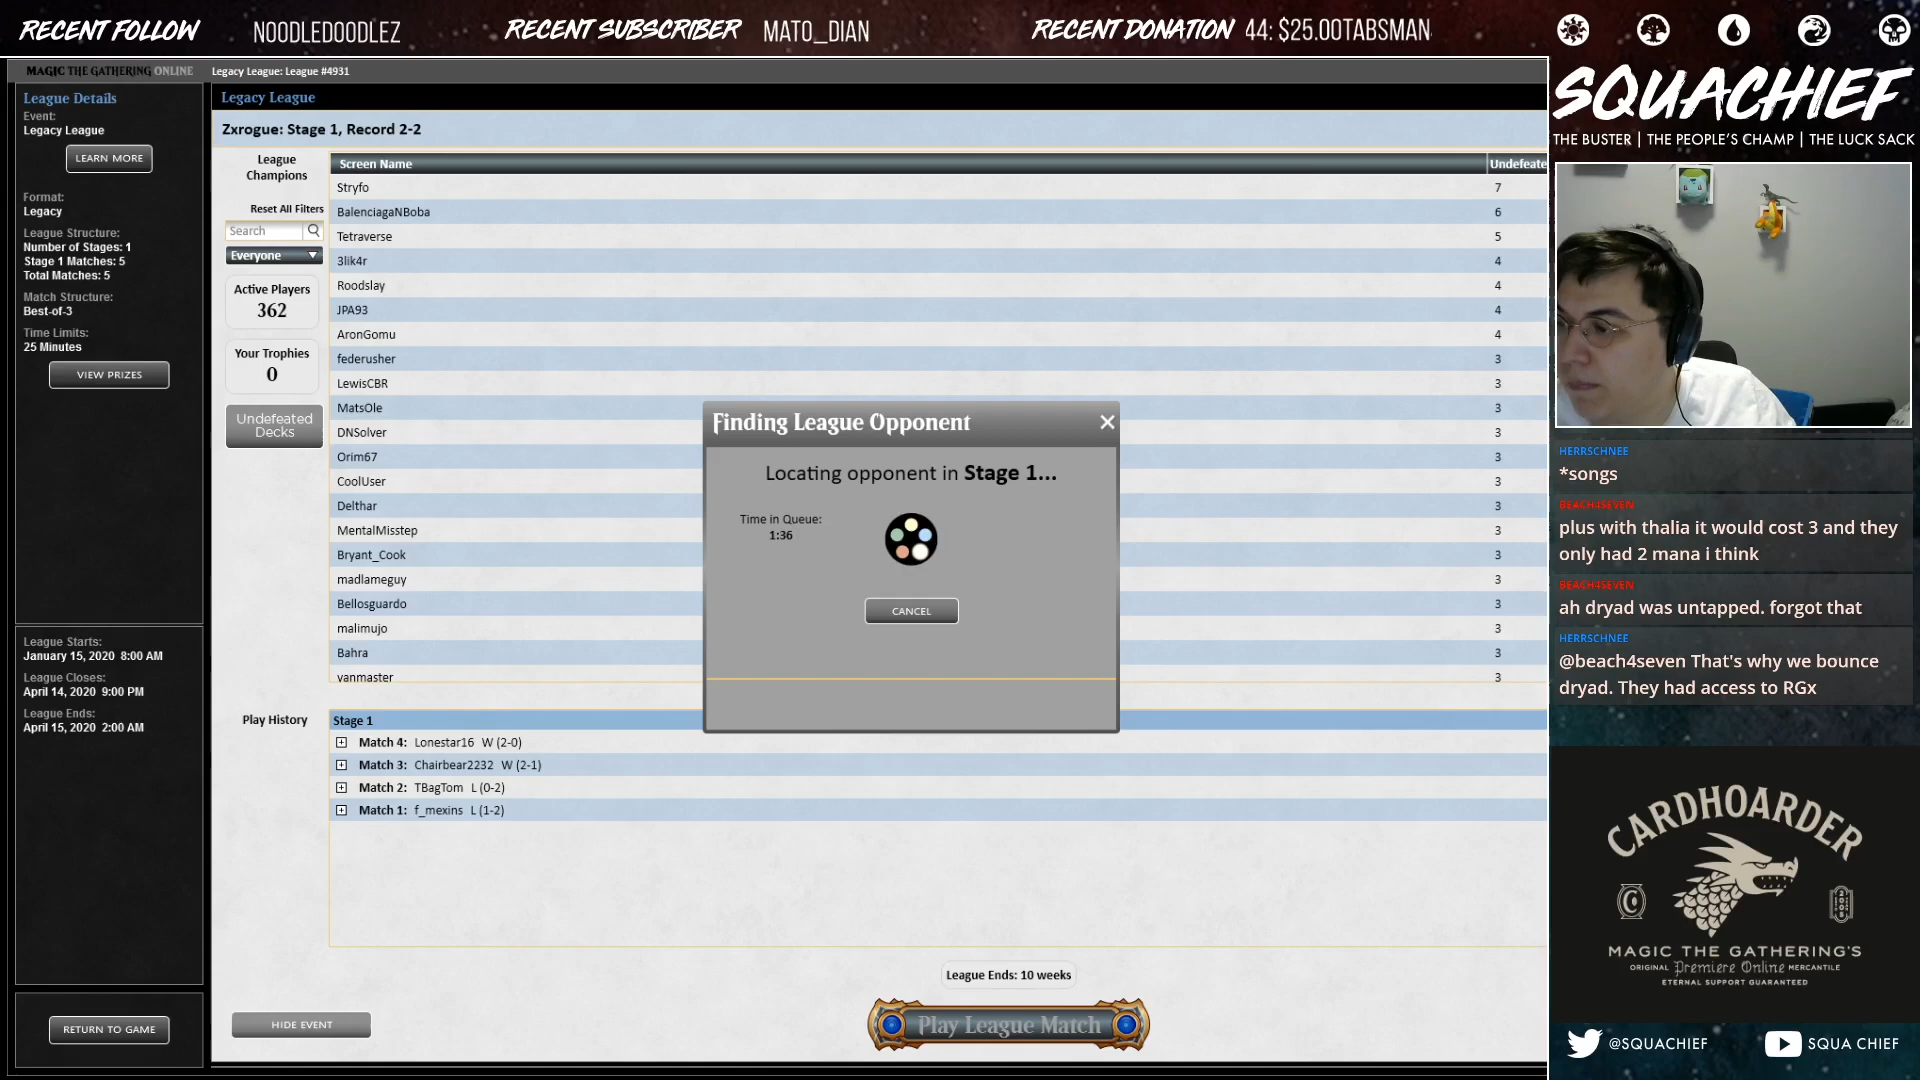 RECENT FOLLOW NOODLEDOODLEZ RECENT SUBSCRIBER MATO_DIAN RECENT DONATION 44: $25.00TABSMAN
MAGIC THE GATHERING ONLINE Legacy League: League #4931
League Details
Event:
Legacy League
LEARN MORE
Format:
Legacy
League Structure:
Number of Stages: 1
Stage 1 Matches: 5
Total Matches: 5
Match Structure:
Best-of-3
Time Limits:
25 Minutes
VIEW PRIZES
League Starts:
January 15, 2020 8:00 AM
League Closes:
April 14, 2020 9:00 PM
League Ends:
April 15, 2020 2:00 AM
RETURN TO GAME
Legacy League
Zxrogue: Stage 1, Record 2-2
League
Champions
Reset All Filters
Search
Everyone
Active Players
362
Your Trophies
0
Undefeated
Decks
Screen Name Undefeate
Stryfo 7
BalenciagaNBoba 6
Tetraverse 5
3lik4r 4
Roodslay 4
JPA93 4
AronGomu 4
federusher 3
LewisCBR 3
MatsOle 3
DNSolver 3
Orim67 3
CoolUser 3
Delthar 3
MentalMisstep 3
Bryant_Cook 3
madlameguy 3
Bellosguardo 3
malimujo 3
Bahra 3
vanmaster 3
Finding League Opponent
Locating opponent in Stage 1...
Time in Queue:
1:36
CANCEL
Play History
Stage 1
Match 4: Lonestar16 W (2-0)
Match 3: Chairbear2232 W (2-1)
Match 2: TBagTom L (0-2)
Match 1: f_mexins L (1-2)
League Ends: 10 weeks
HIDE EVENT
Play League Match
SQUACHIEF
THE BUSTER | THE PEOPLE'S CHAMP | THE LUCK SACK
HERRSCHNEE
*songs
BEACH4SEVEN
plus with thalia it would cost 3 and they
only had 2 mana i think
BEACH4SEVEN
ah dryad was untapped. forgot that
HERRSCHNEE
@beach4seven That's why we bounce
dryad. They had access to RGx
CARDHOARDER
MAGIC THE GATHERING'S
ORIGINAL Premiere Online MERCANTILE
ETERNAL SUPPORT GUARANTEED
@SQUACHIEF SQUA CHIEF